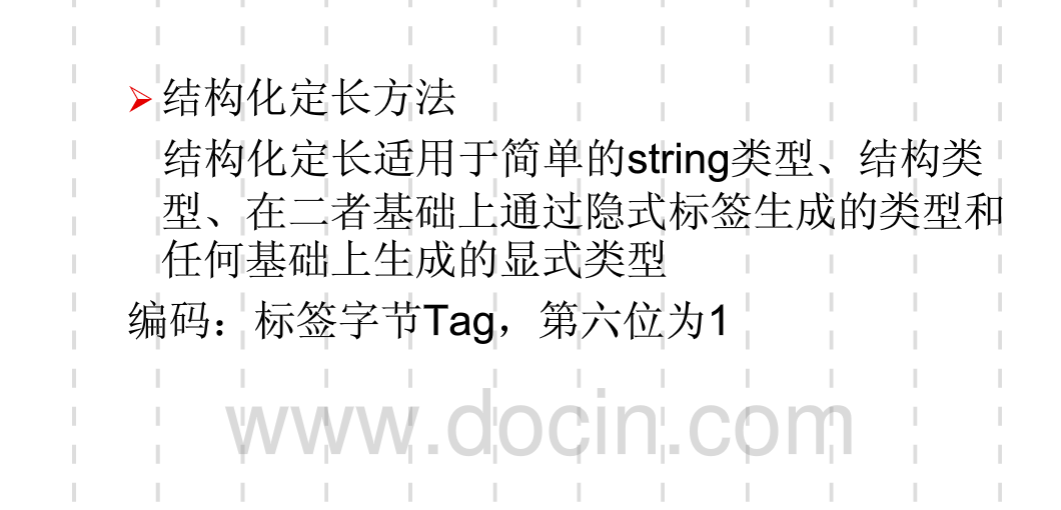 ➢结构化定长方法
结构化定长适用于简单的string类型、结构类
型、在二者基础上通过隐式标签生成的类型和
任何基础上生成的显式类型
编码：标签字节Tag，第六位为1
www.docin.com